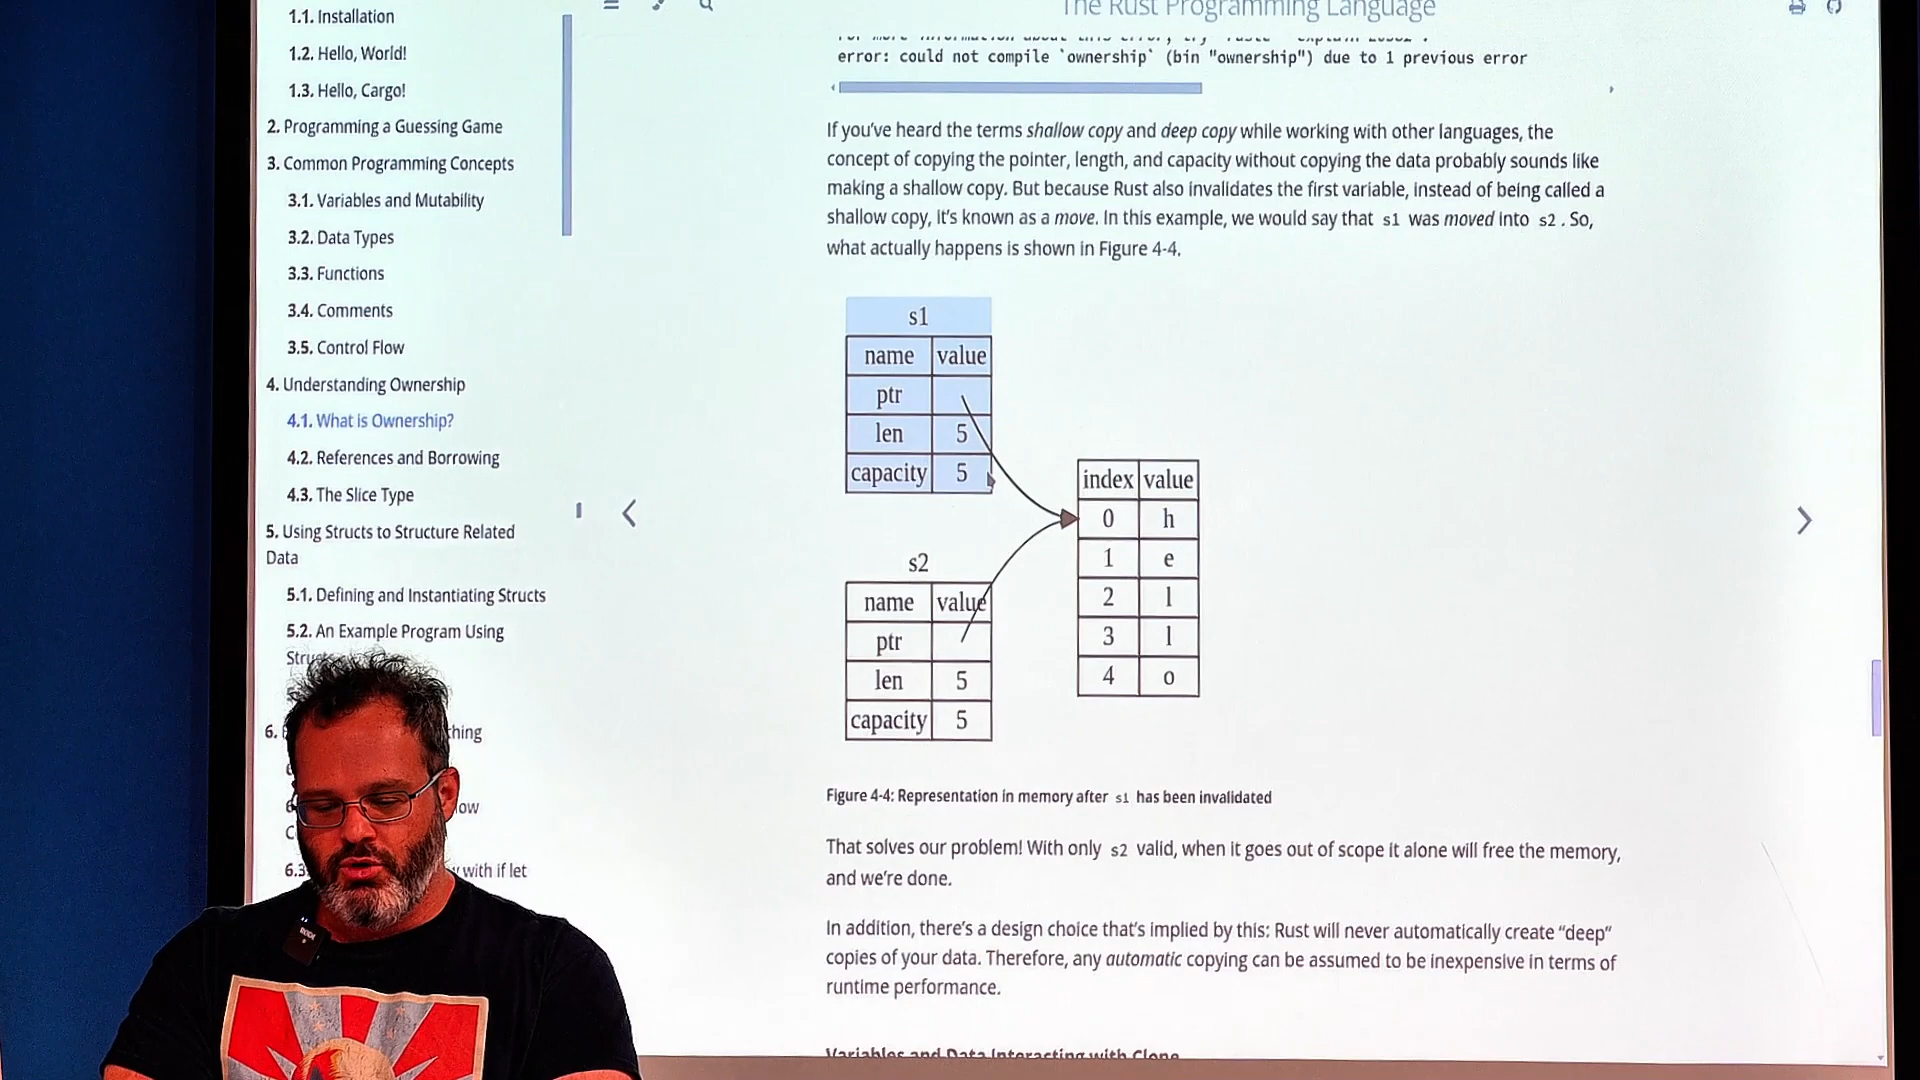 1.1. Installation
1.2. Hello, World!
1.3. Hello, Cargo!
2. Programming a Guessing Game
3. Common Programming Concepts
3.1. Variables and Mutability
3.2. Data Types
3.3. Functions
3.4. Comments
3.5. Control Flow
4. Understanding Ownership
4.1. What is Ownership?
4.2. References and Borrowing
4.3. The Slice Type
5. Using Structs to Structure Related
Data
5.1. Defining and Instantiating Structs
5.2. An Example Program Using
6.
hing
ow
6.3
with if let
The Rust Programming Language
error: could not compile `ownership` (bin "ownership") due to 1 previous error
If you've heard the terms shallow copy and deep copy while working with other languages, the
concept of copying the pointer, length, and capacity without copying the data probably sounds like
making a shallow copy. But because Rust also invalidates the first variable, instead of being called a
shallow copy, it's known as a move. In this example, we would say that s1 was moved into s2. So,
what actually happens is shown in Figure 4-4.
s1
name value
ptr
len 5
capacity 5
s2
name value
ptr
len 5
capacity 5
index value
0 h
1 e
2 l
3 l
4 o
Figure 4-4: Representation in memory after s1 has been invalidated
That solves our problem! With only s2 valid, when it goes out of scope it alone will free the memory,
and we're done.
In addition, there's a design choice that's implied by this: Rust will never automatically create "deep"
copies of your data. Therefore, any automatic copying can be assumed to be inexpensive in terms of
runtime performance.
Variables and Data Interacting with Clone
RODE